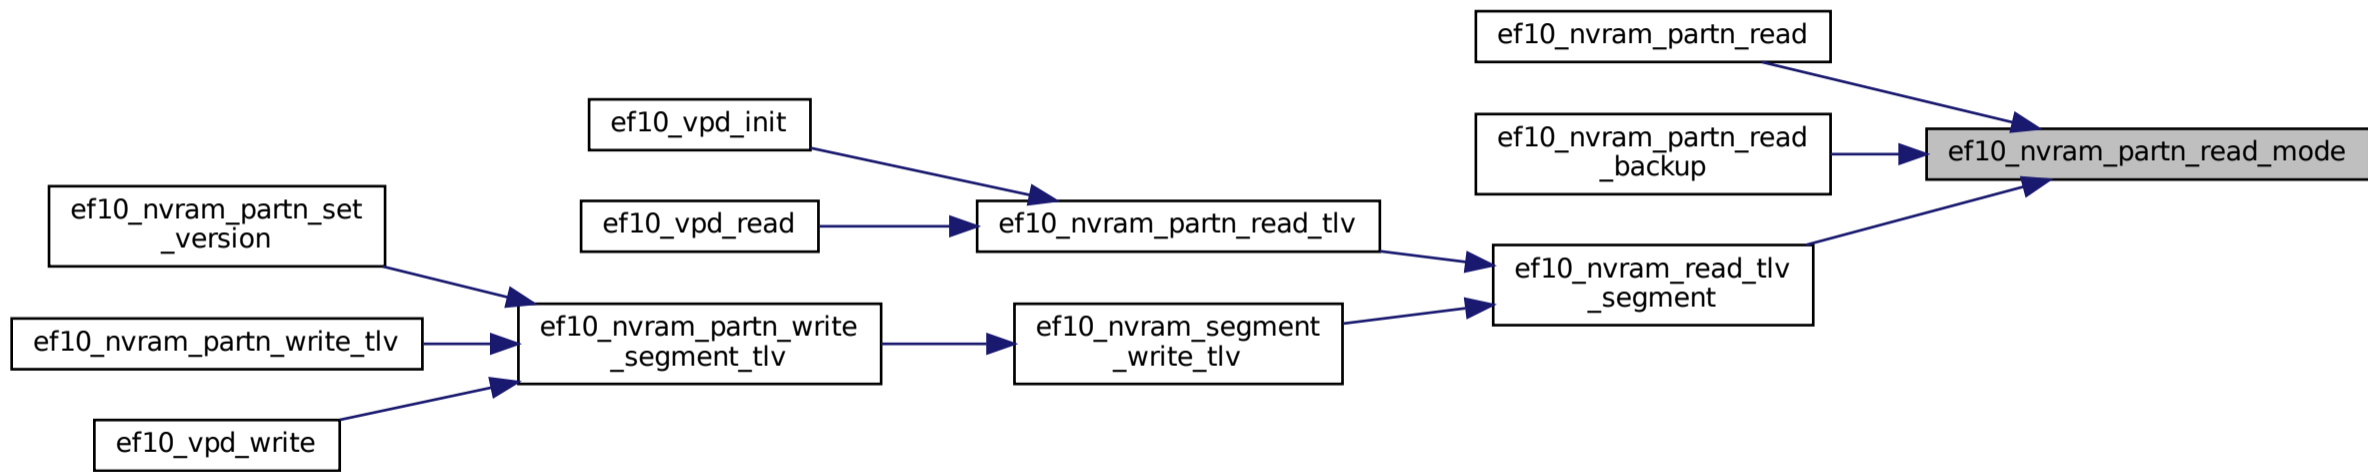 ef10_nvram_partn_read
ef10_nvram_partn_read
_backup
ef10_nvram_partn_read_mode
ef10_vpd_init
ef10_vpd_read
ef10_nvram_partn_read_tlv
ef10_nvram_read_tlv
_segment
ef10_nvram_partn_set
_version
ef10_nvram_partn_write_tlv
ef10_nvram_partn_write
_segment_tlv
ef10_nvram_segment
_write_tlv
ef10_vpd_write